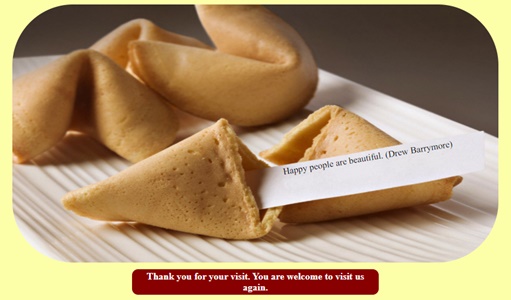 Happy people are beautiful. (Drew Barrymore)
Thank you for your visit. You are welcome to visit us
again.